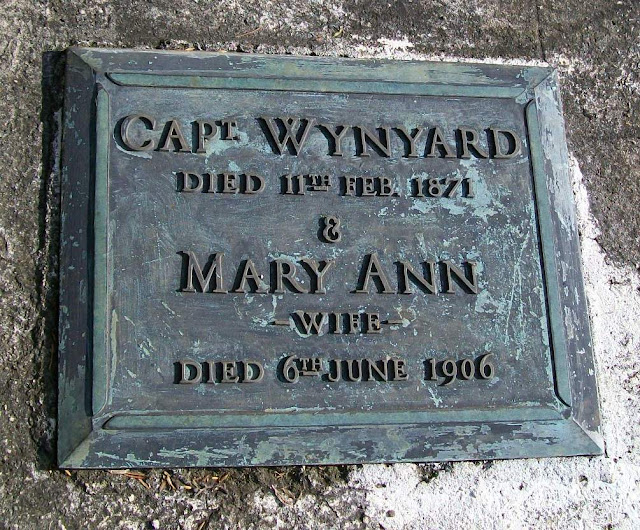 CAPT WYNYARD
DIED 11TH FEB. 1871
&
MARY ANN
-WIFE-
DIED 6TH JUNE 1906